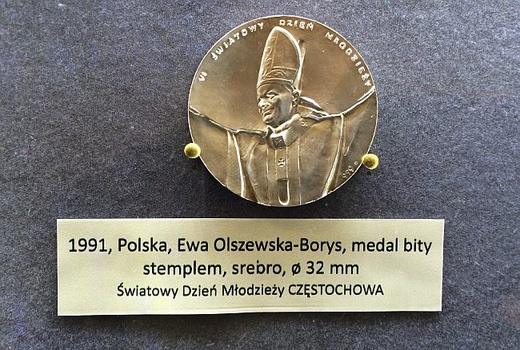 VI ŚWIATOWY DZIEŃ MŁODZIEŻY
1991, Polska, Ewa Olszewska-Borys, medal bity
stemplem, srebro, ø 32 mm
Światowy Dzień Młodzieży CZĘSTOCHOWA